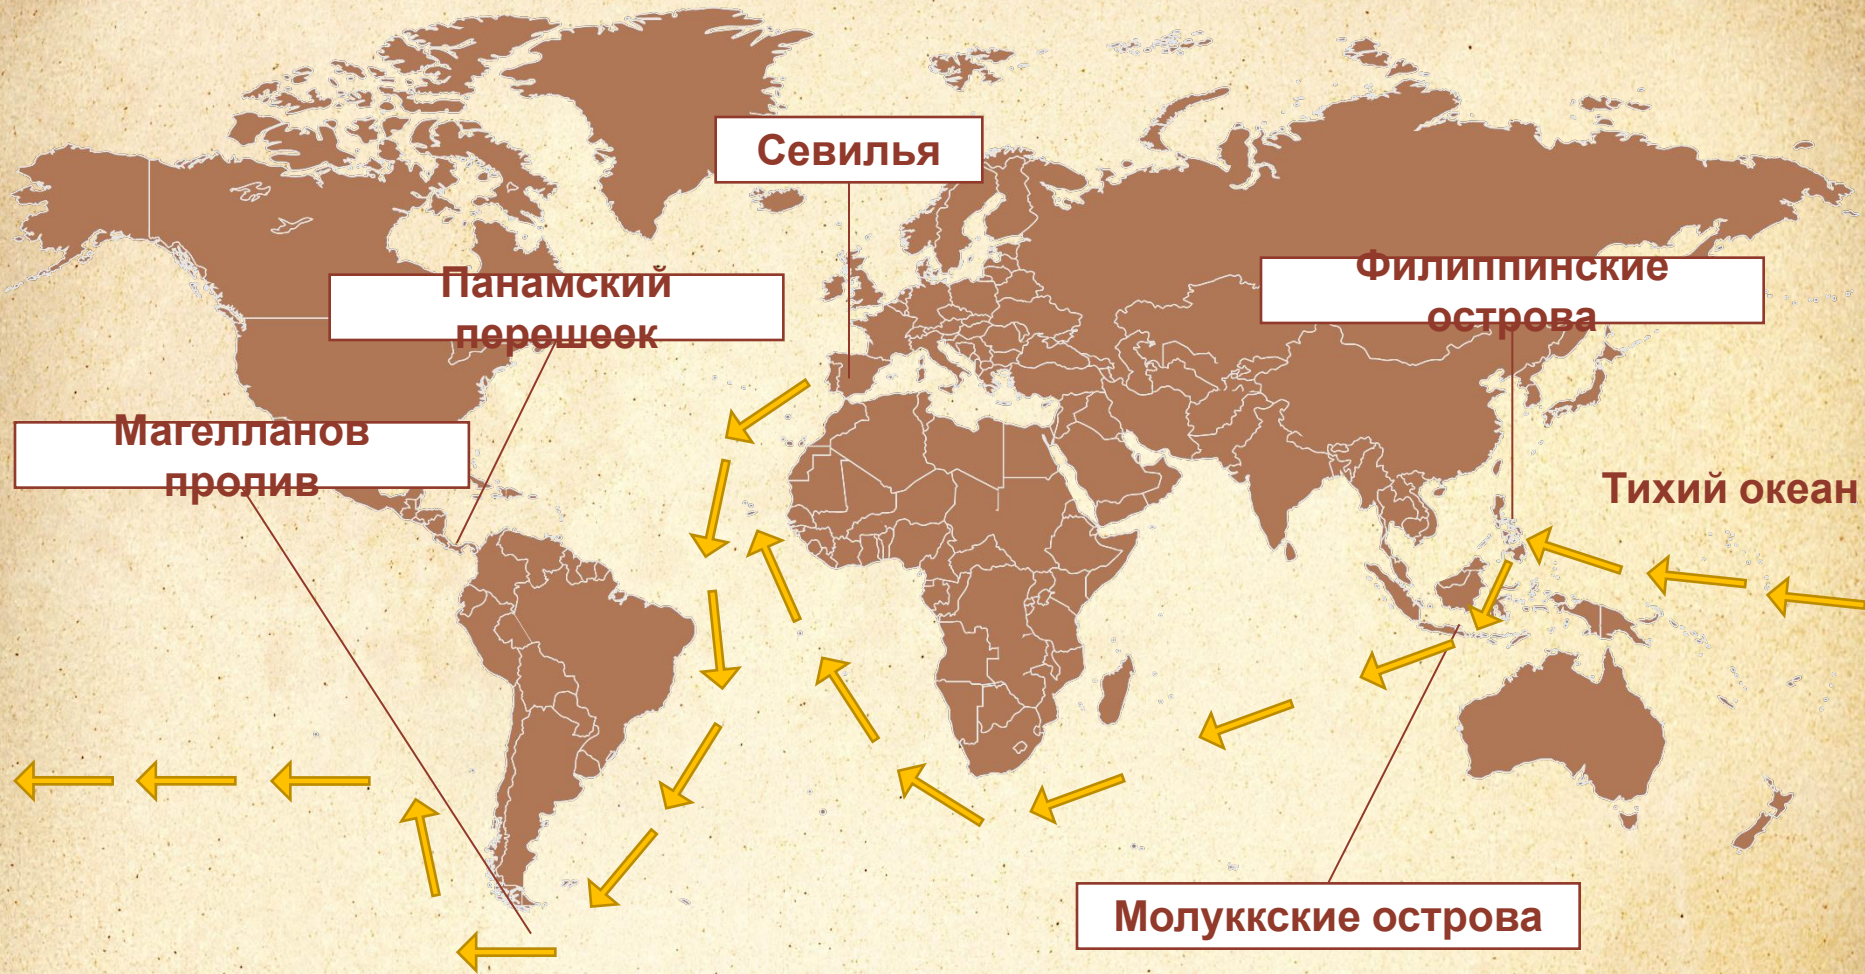 Севилья
Филиппинские
острова
Панамский
перешеек
Магелланов
пролив
Тихий океан
Молуккские острова